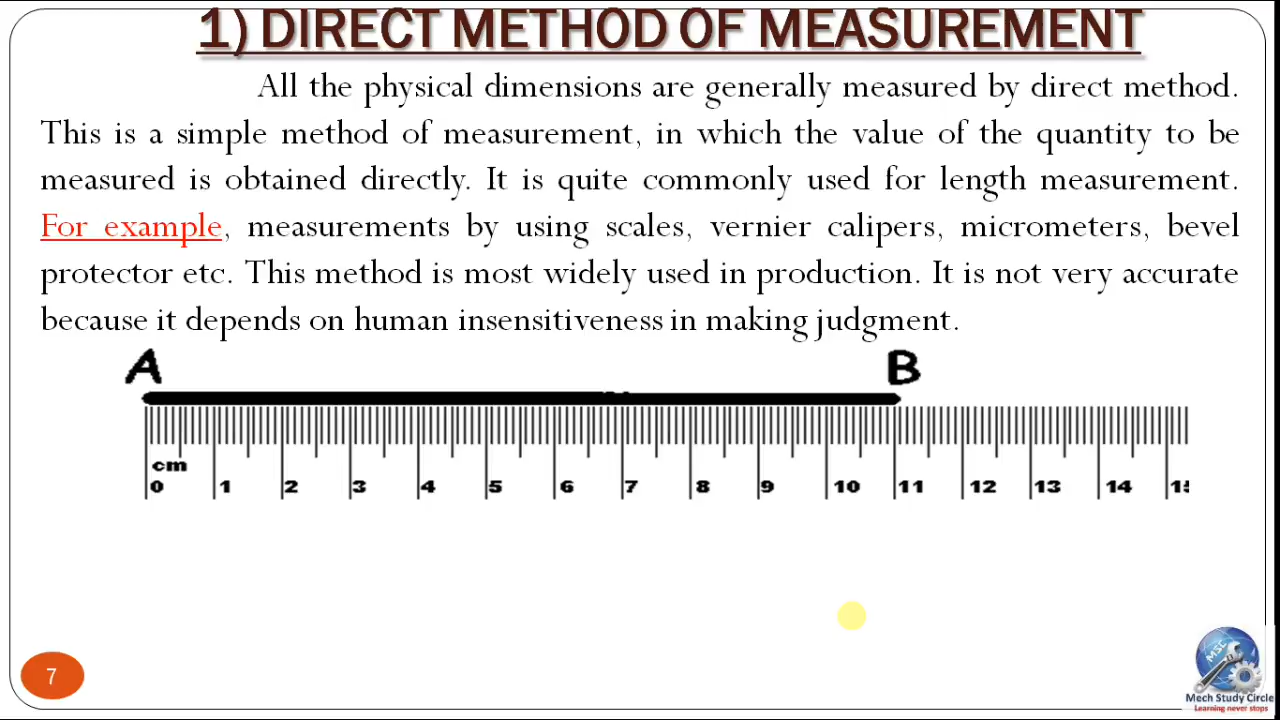 1) DIRECT METHOD OF MEASUREMENT
All the physical dimensions are generally measured by direct method.
This is a simple method of measurement, in which the value of the quantity to be
measured is obtained directly. It is quite commonly used for length measurement.
For example, measurements by using scales, vernier calipers, micrometers, bevel
protector etc. This method is most widely used in production. It is not very accurate
because it depends on human insensitiveness in making judgment.
A B
cm
0 1 2 3 4 5 6 7 8 9 10 11 12 13 14 15
7
MSC
Mech Study Circle
Learning never stops